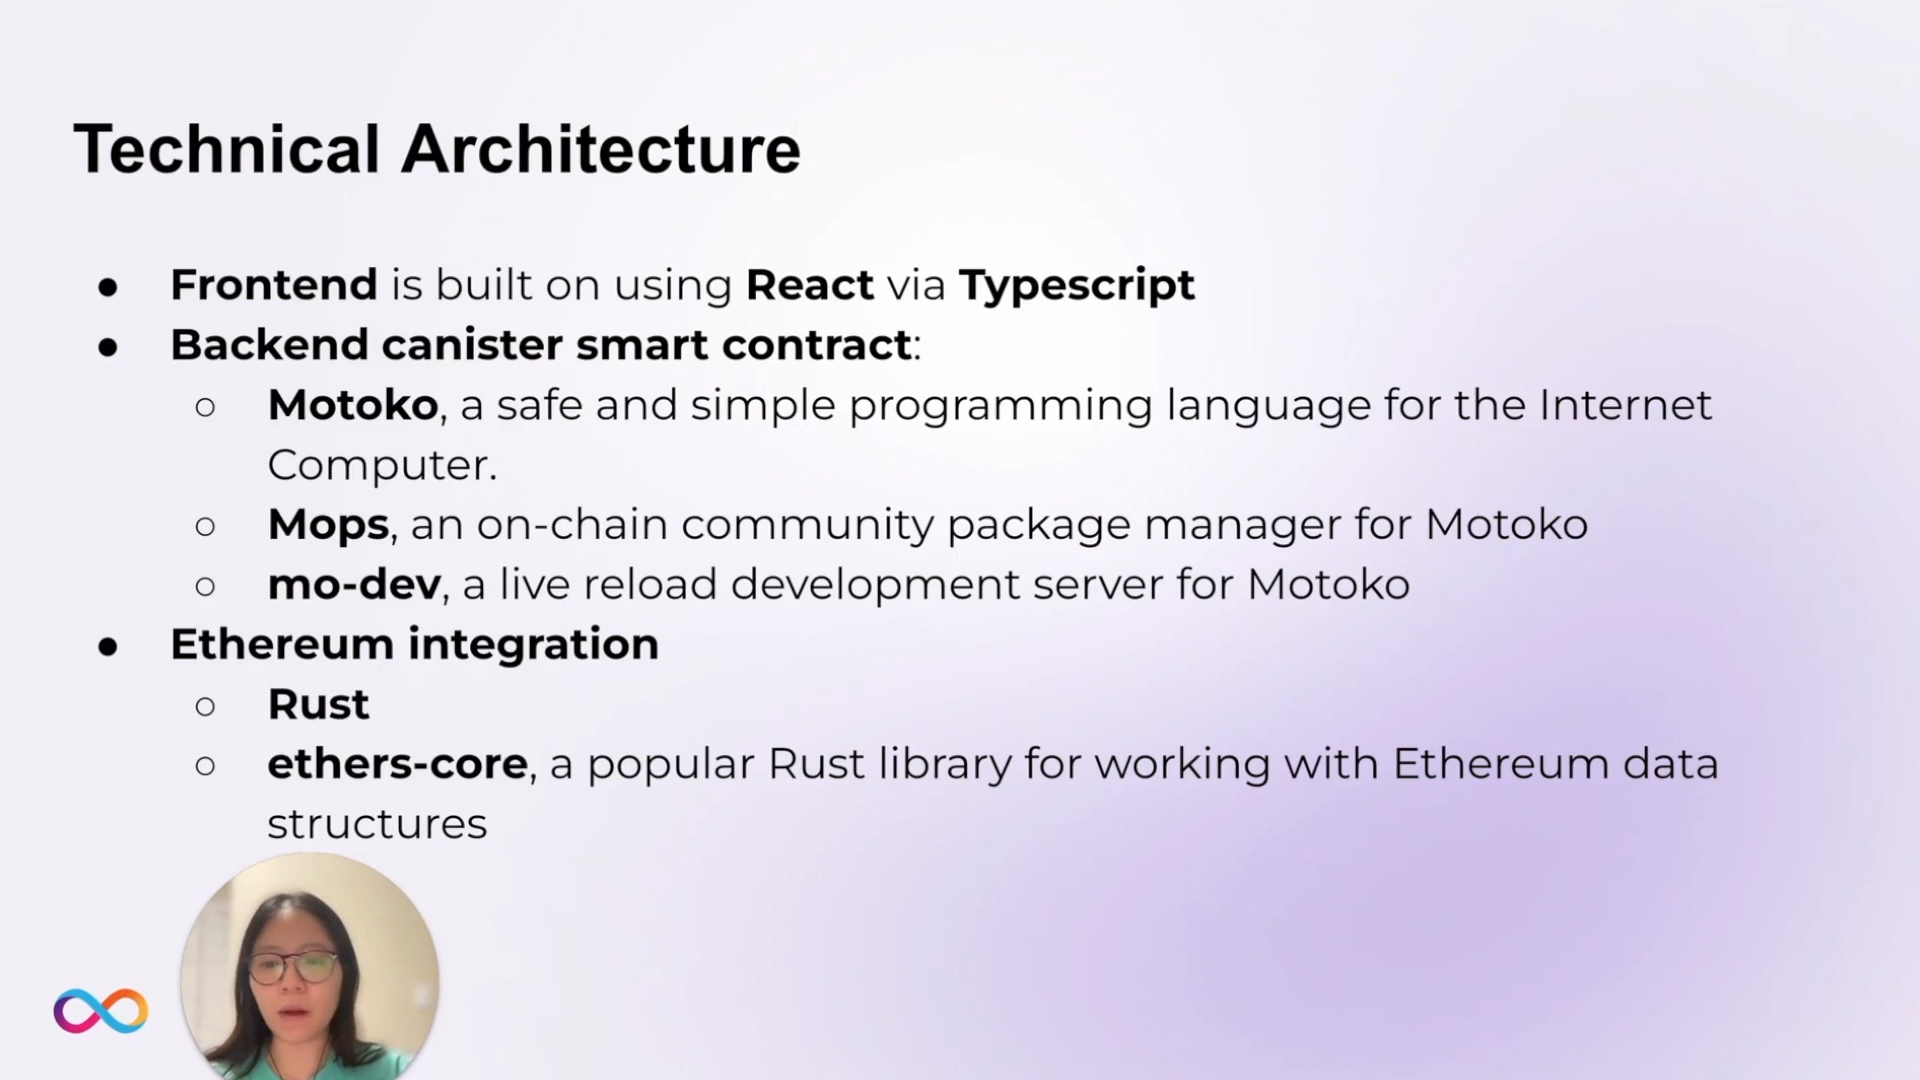 Technical Architecture
● Frontend is built on using React via Typescript
● Backend canister smart contract:
○ Motoko, a safe and simple programming language for the Internet
Computer.
○ Mops, an on-chain community package manager for Motoko
○ mo-dev, a live reload development server for Motoko
● Ethereum integration
○ Rust
○ ethers-core, a popular Rust library for working with Ethereum data
structures